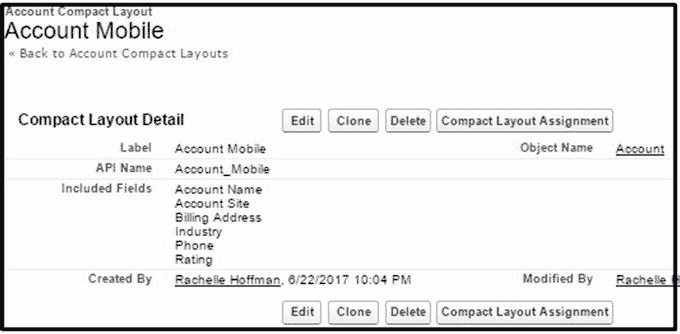 Account Compact Layout
Account Mobile
« Back to Account Compact Layouts
Compact Layout Detail Edit Clone Delete Compact Layout Assignment
Label Account Mobile Object Name Account
API Name Account_Mobile
Included Fields Account Name
Account Site
Billing Address
Industry
Phone
Rating
Created By Rachelle Hoffman, 6/22/2017 10:04 PM Modified By Rachelle
Edit Clone Delete Compact Layout Assignment